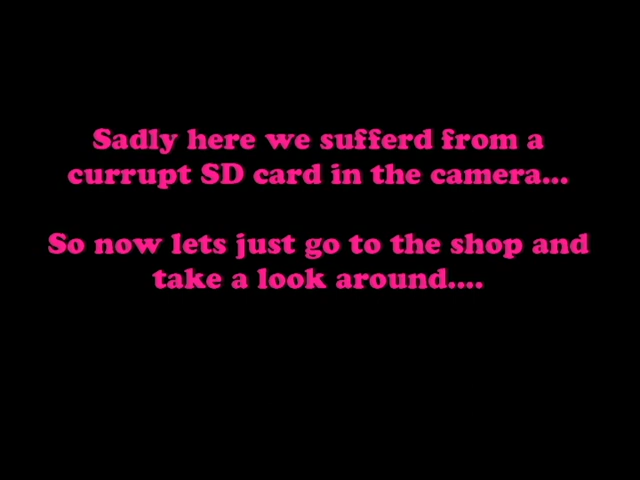 Sadly here we sufferd from a
currupt SD card in the camera...
So now lets just go to the shop and
take a look around....